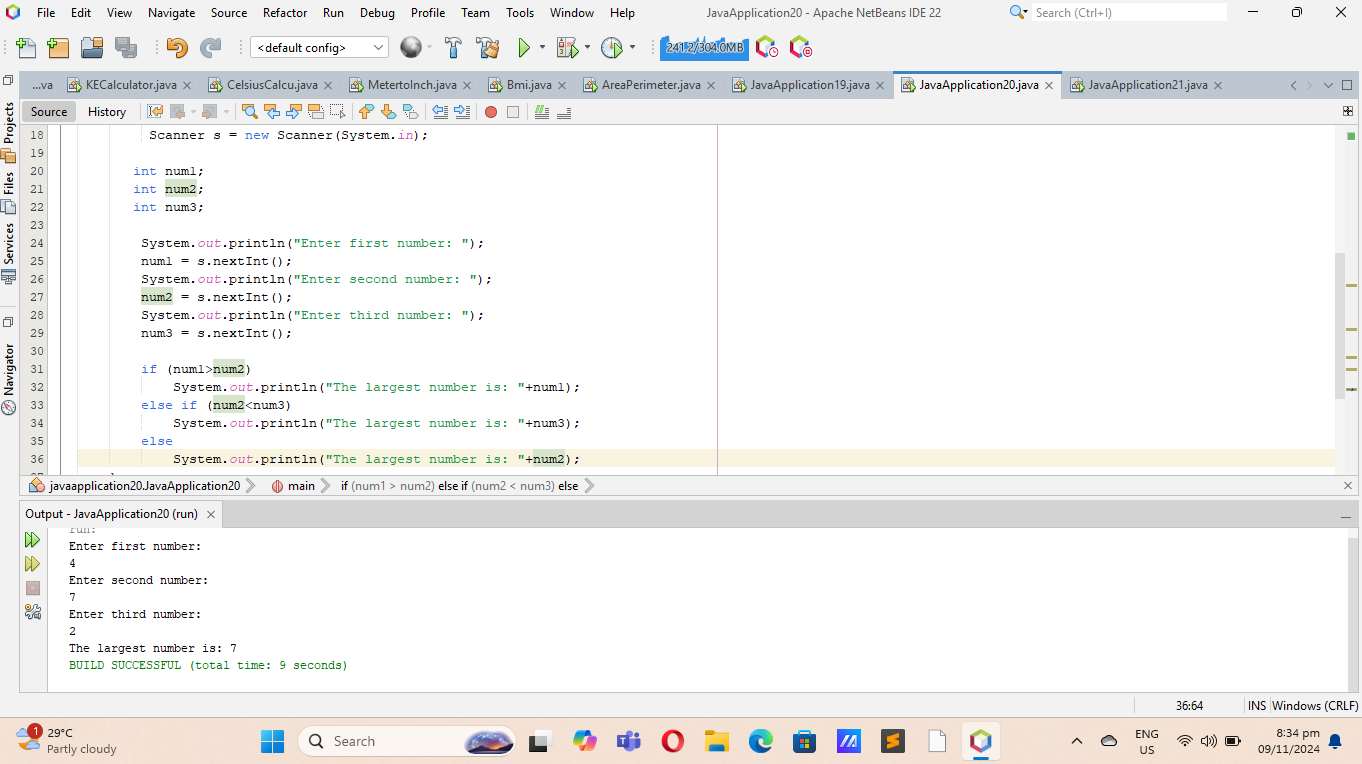 File Edit View Navigate Source Refactor Run Debug Profile Team Tools Window Help JavaApplication20 - Apache NetBeans IDE 22 Search (Ctrl+I)
<default config> 241.2/304.0MB
...va KECalculator.java CelsiusCalcu.java MetertoInch.java Bmi.java AreaPerimeter.java JavaApplication19.java JavaApplication20.java JavaApplication21.java
Source History
Projects
Files
Services
Navigator
18 Scanner s = new Scanner(System.in);
19
20 int num1;
21 int num2;
22 int num3;
23
24 System.out.println("Enter first number: ");
25 num1 = s.nextInt();
26 System.out.println("Enter second number: ");
27 num2 = s.nextInt();
28 System.out.println("Enter third number: ");
29 num3 = s.nextInt();
30
31 if (num1>num2)
32 System.out.println("The largest number is: "+num1);
33 else if (num2<num3)
34 System.out.println("The largest number is: "+num3);
35 else
36 System.out.println("The largest number is: "+num2);
javaapplication20.JavaApplication20 main if (num1 > num2) else if (num2 < num3) else
Output - JavaApplication20 (run)
run:
Enter first number:
4
Enter second number:
7
Enter third number:
2
The largest number is: 7
BUILD SUCCESSFUL (total time: 9 seconds)
36:64 INS Windows (CRLF)
1 29°C
Partly cloudy
Search
ENG
US
8:34 pm
09/11/2024